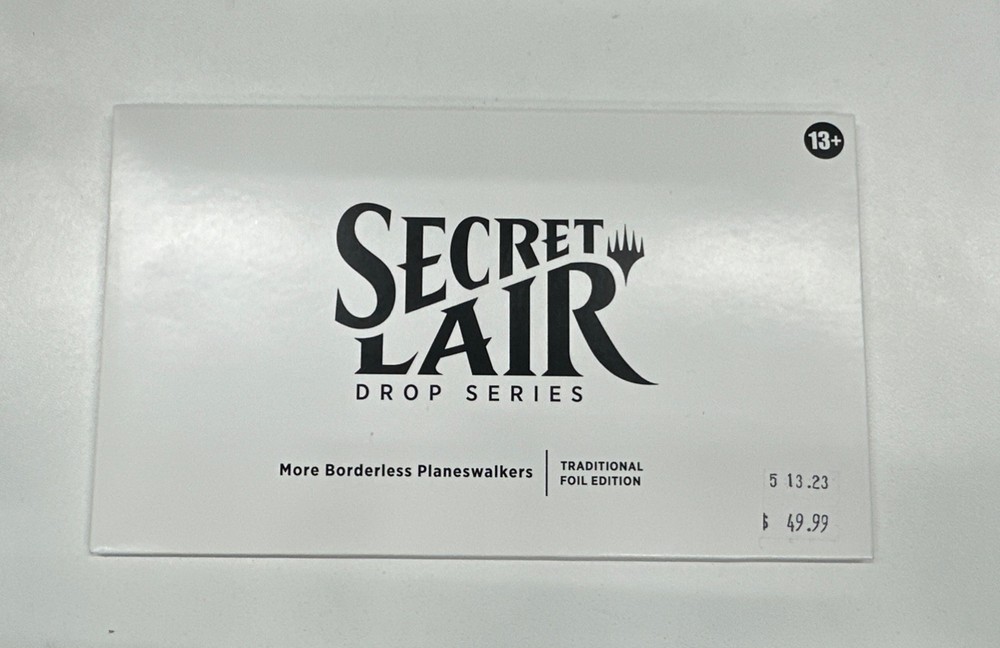 13+
SECRET
LAIR
DROP SERIES
More Borderless Planeswalkers
TRADITIONAL
FOIL EDITION
5 13.23
$ 49.99